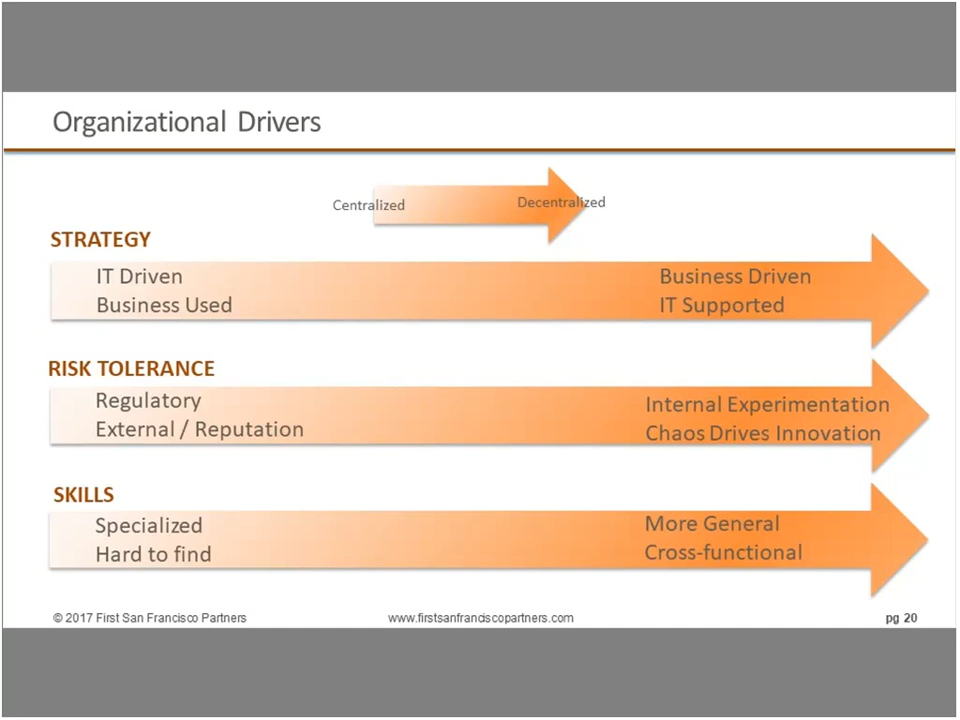 Organizational Drivers
Centralized
Decentralized
STRATEGY
IT Driven
Business Used
Business Driven
IT Supported
RISK TOLERANCE
Regulatory
External / Reputation
Internal Experimentation
Chaos Drives Innovation
SKILLS
Specialized
Hard to find
More General
Cross-functional
© 2017 First San Francisco Partners
www.firstsanfranciscopartners.com
pg 20